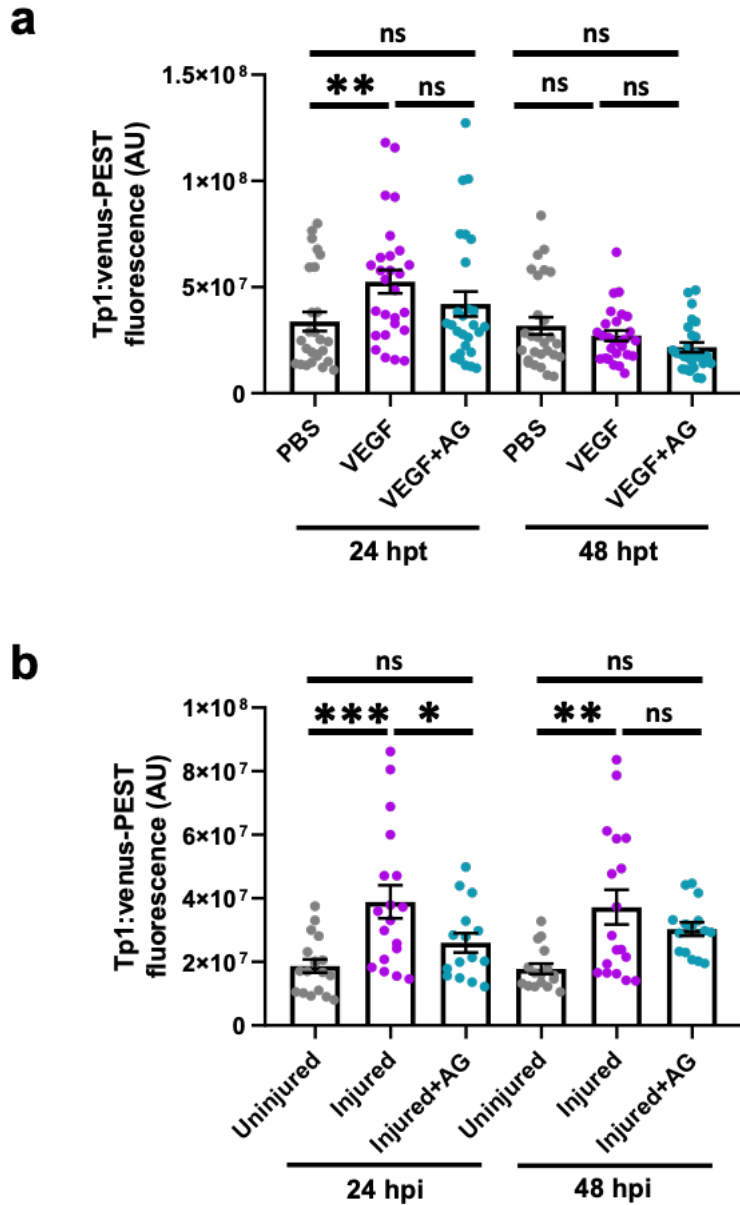 a
ns
ns
** ns
ns ns
1.5×10⁸
1×10⁸
5×10⁷
0
Tp1:venus-PEST
fluorescence (AU)
PBS
VEGF
VEGF+AG
PBS
VEGF
VEGF+AG
24 hpt
48 hpt
b
ns
ns
*** *
** ns
1×10⁸
8×10⁷
6×10⁷
4×10⁷
2×10⁷
0
Tp1:venus-PEST
fluorescence (AU)
Uninjured
Injured
Injured+AG
Uninjured
Injured
Injured+AG
24 hpi
48 hpi